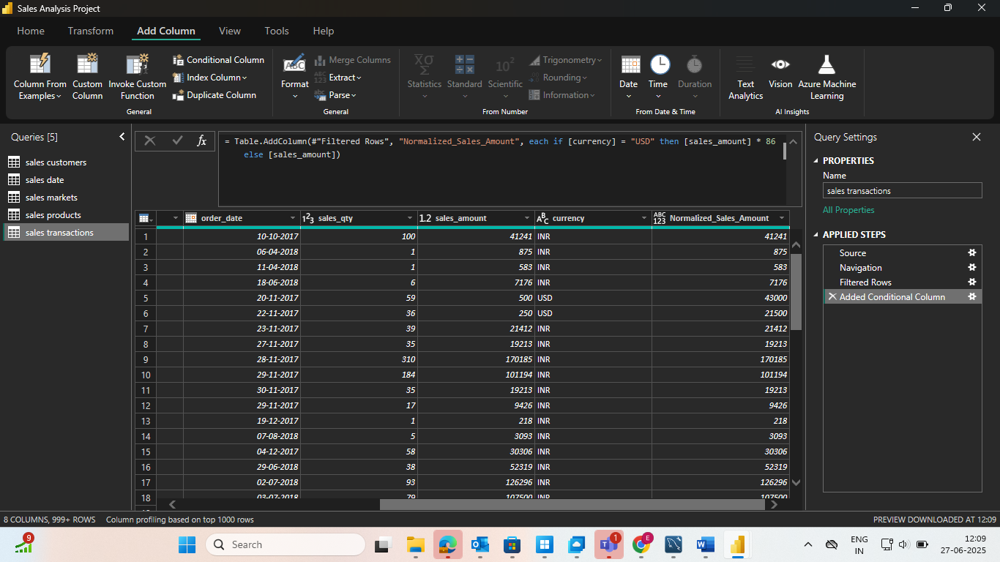 Sales Analysis Project
Home Transform Add Column View Tools Help
Column From Examples
Custom Column
Invoke Custom Function
Conditional Column
Index Column
Duplicate Column
General
ABC
Format
Merge Columns
ABC 123 Extract
abc Parse
General
XΣσ
Statistics
Standard
10²
Scientific
Trigonometry
Rounding
Information
From Number
Date
Time
Duration
From Date & Time
Text Analytics
Vision
Azure Machine Learning
AI Insights
Queries [5]
sales customers
sales date
sales markets
sales products
sales transactions
fx
= Table.AddColumn(#"Filtered Rows", "Normalized_Sales_Amount", each if [currency] = "USD" then [sales_amount] * 86
else [sales_amount])
order_date 1²3 sales_qty 1.2 sales_amount ABC currency ABC 123 Normalized_Sales_Amount
1 10-10-2017 100 41241 INR 41241
2 06-04-2018 1 875 INR 875
3 11-04-2018 1 583 INR 583
4 18-06-2018 6 7176 INR 7176
5 20-11-2017 59 500 USD 43000
6 22-11-2017 36 250 USD 21500
7 23-11-2017 39 21412 INR 21412
8 27-11-2017 35 19213 INR 19213
9 28-11-2017 310 170185 INR 170185
10 29-11-2017 184 101194 INR 101194
11 30-11-2017 35 19213 INR 19213
12 29-11-2017 17 9426 INR 9426
13 19-12-2017 1 218 INR 218
14 07-08-2018 5 3093 INR 3093
15 04-12-2017 58 30306 INR 30306
16 29-06-2018 38 52319 INR 52319
17 02-07-2018 93 126296 INR 126296
18 03-07-2018 79 107500 INR 107500
Query Settings
PROPERTIES
Name
sales transactions
All Properties
APPLIED STEPS
Source
Navigation
Filtered Rows
Added Conditional Column
8 COLUMNS, 999+ ROWS Column profiling based on top 1000 rows
PREVIEW DOWNLOADED AT 12:09
9
Search
1
E
W
ENG
IN
12:09
27-06-2025